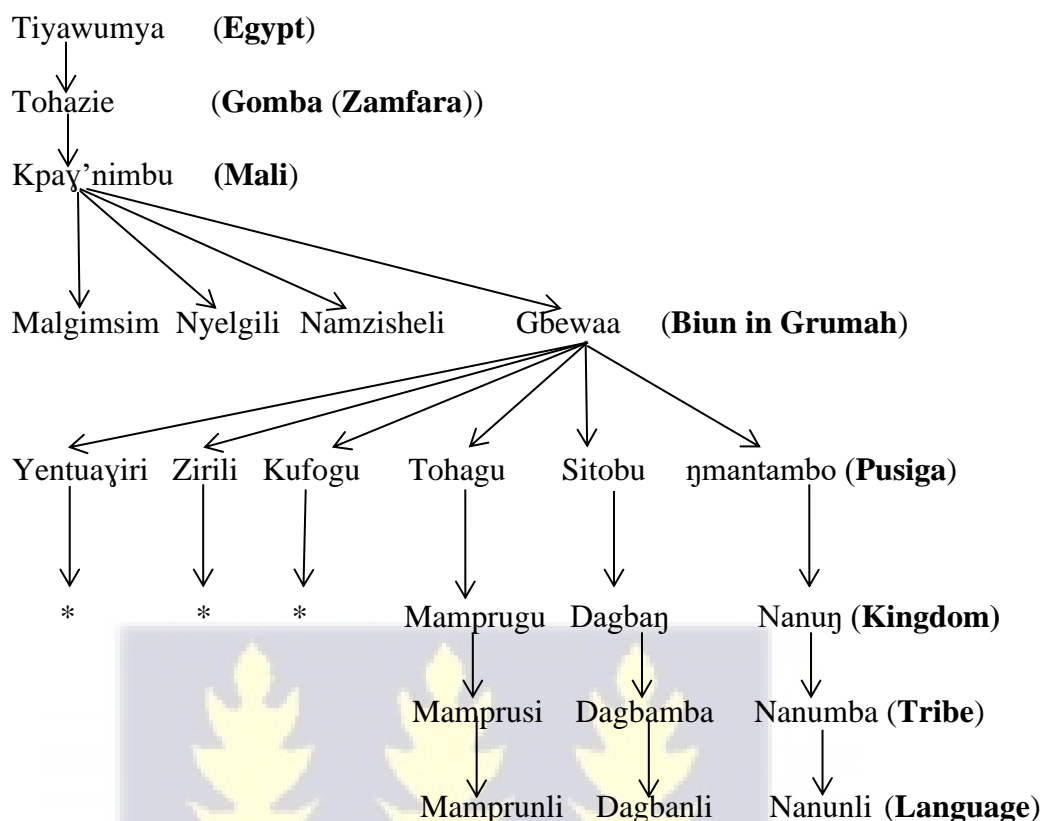 Tiyawumya (Egypt)
Tohazie (Gomba (Zamfara))
Kpaɣ’nimbu (Mali)
Malgimsim Nyelgili Namzisheli Gbewaa (Biun in Grumah)
Yentuaɣiri Zirili Kufogu Tohagu Sitobu ŋmantambo (Pusiga)
* * * Mamprugu Dagbaŋ Nanuŋ (Kingdom)
Mamprusi Dagbamba Nanumba (Tribe)
Mamprunli Dagbanli Nanunli (Language)